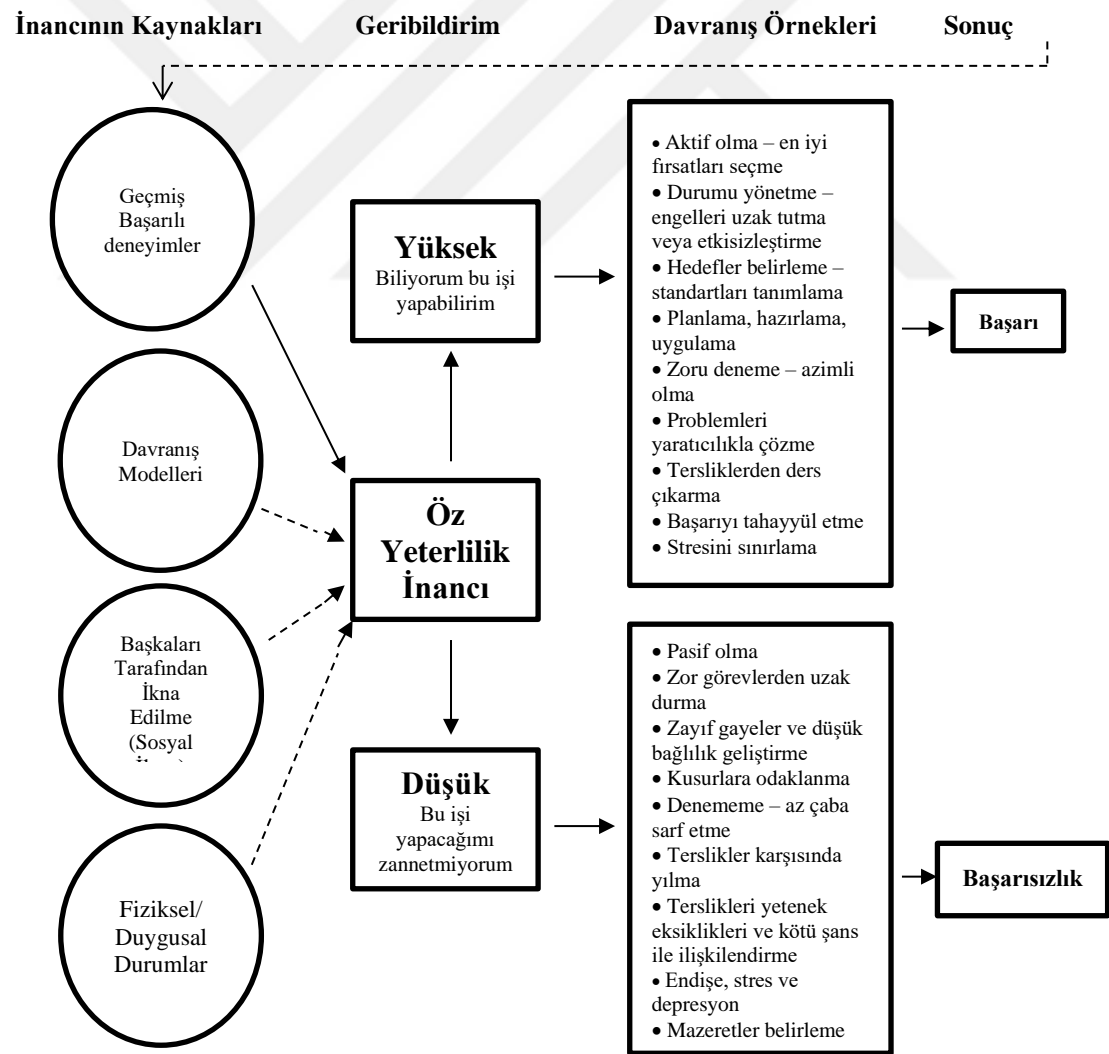 İnancının Kaynakları Geribildirim Davranış Örnekleri Sonuç
Geçmiş
Başarılı
deneyimler
Davranış
Modelleri
Başkaları
Tarafından
İkna
Edilme
(Sosyal
Fiziksel/
Duygusal
Durumlar
Yüksek
Biliyorum bu işi
yapabilirim
Öz
Yeterlilik
İnancı
Düşük
Bu işi
yapacağımı
zannetmiyorum
• Aktif olma – en iyi
fırsatları seçme
• Durumu yönetme –
engelleri uzak tutma
veya etkisizleştirme
• Hedefler belirleme –
standartları tanımlama
• Planlama, hazırlama,
uygulama
• Zoru deneme – azimli
olma
• Problemleri
yaratıcılıkla çözme
• Tersliklerden ders
çıkarma
• Başarıyı tahayyül etme
• Stresini sınırlama
• Pasif olma
• Zor görevlerden uzak
durma
• Zayıf gayeler ve düşük
bağlılık geliştirme
• Kusurlara odaklanma
• Denememe – az çaba
sarf etme
• Terslikler karşısında
yılma
• Terslikleri yetenek
eksiklikleri ve kötü şans
ile ilişkilendirme
• Endişe, stres ve
depresyon
• Mazeretler belirleme
Başarı
Başarısızlık